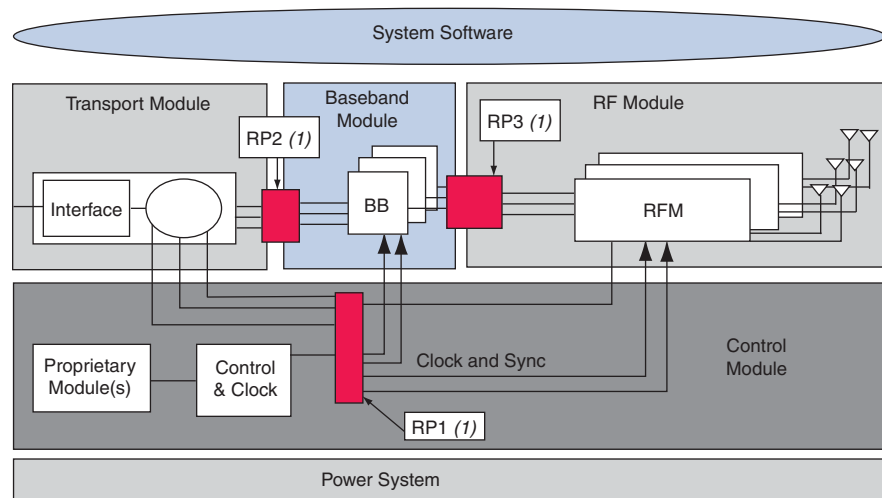 System Software
Transport Module
Baseband
Module
RF Module
RP2 (1)
RP3 (1)
Interface
BB
RFM
Proprietary
Module(s)
Control
& Clock
Clock and Sync
Control
Module
RP1 (1)
Power System